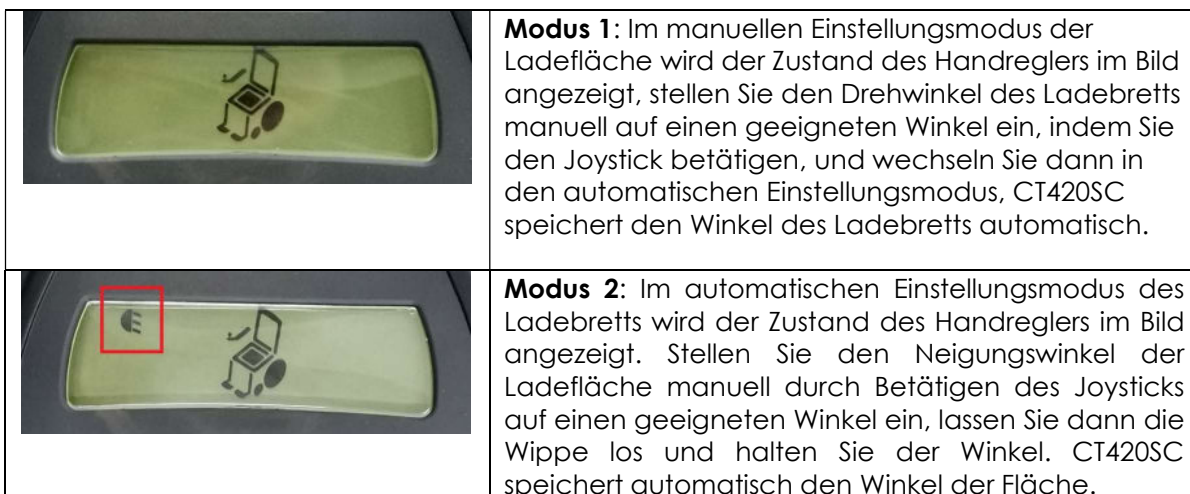 Modus 1: Im manuellen Einstellungsmodus der
Ladefläche wird der Zustand des Handreglers im Bild
angezeigt, stellen Sie den Drehwinkel des Ladebretts
manuell auf einen geeigneten Winkel ein, indem Sie
den Joystick betätigen, und wechseln Sie dann in
den automatischen Einstellungsmodus, CT420SC
speichert den Winkel des Ladebretts automatisch.
Modus 2: Im automatischen Einstellungsmodus des
Ladebretts wird der Zustand des Handreglers im Bild
angezeigt. Stellen Sie den Neigungswinkel der
Ladefläche manuell durch Betätigen des Joysticks
auf einen geeigneten Winkel ein, lassen Sie dann die
Wippe los und halten Sie der Winkel. CT420SC
speichert automatisch den Winkel der Fläche.